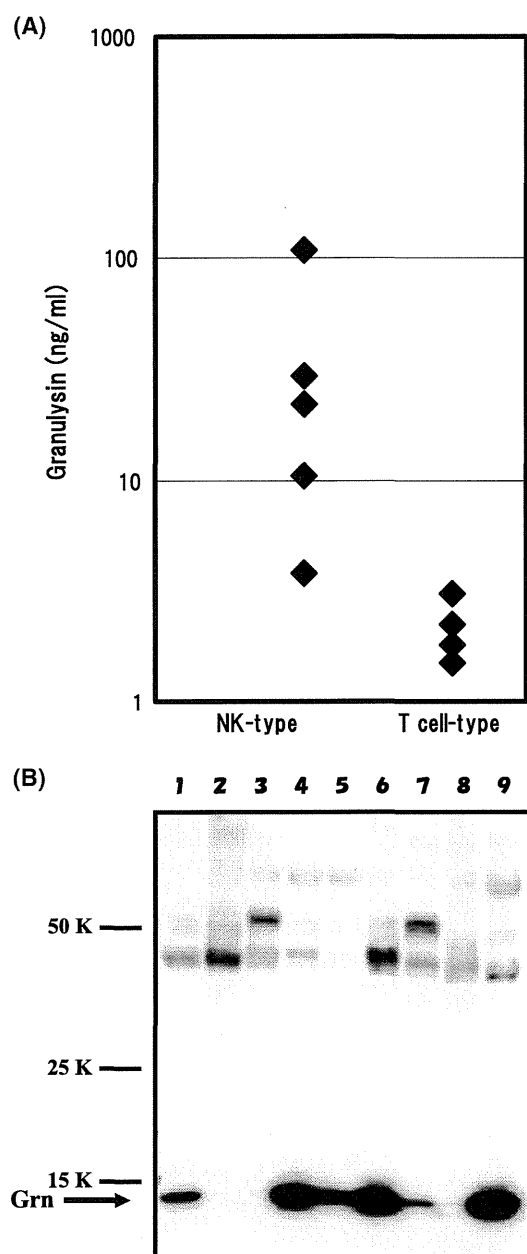 (A)
1000
100
10
1
Granulysin (ng/ml)
NK-type T cell-type
(B)
1 2 3 4 5 6 7 8 9
50 K
25 K
15 K
Grn